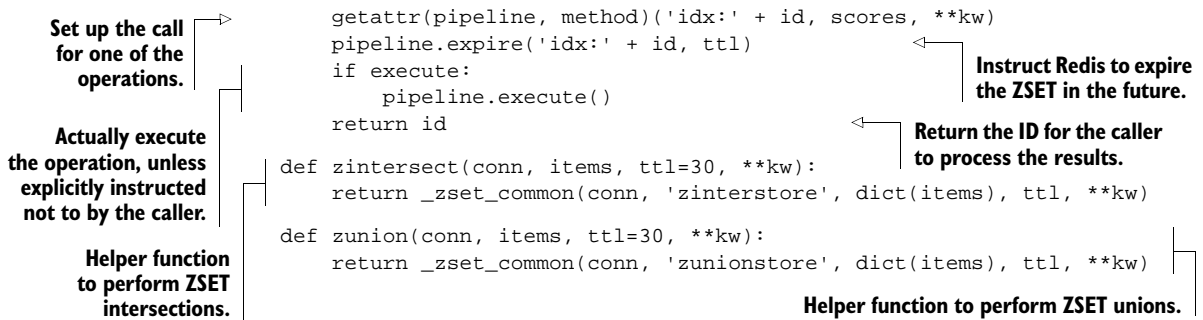 Set up the call
for one of the
operations.
getattr(pipeline, method)('idx:' + id, scores, **kw)
pipeline.expire('idx:' + id, ttl)
if execute:
pipeline.execute()
return id
Instruct Redis to expire
the ZSET in the future.
Actually execute
the operation, unless
explicitly instructed
not to by the caller.
Return the ID for the caller
to process the results.
def zintersect(conn, items, ttl=30, **kw):
return _zset_common(conn, 'zinterstore', dict(items), ttl, **kw)
def zunion(conn, items, ttl=30, **kw):
return _zset_common(conn, 'zunionstore', dict(items), ttl, **kw)
Helper function
to perform ZSET
intersections.
Helper function to perform ZSET unions.